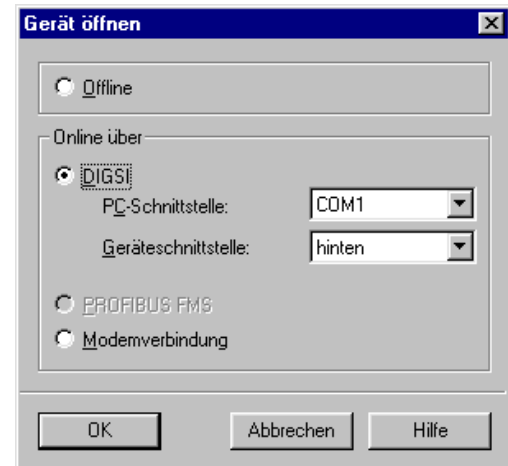 Gerät öffnen
Offline
Online über
DIGSI
PC-Schnittstelle: COM1
Geräteschnittstelle: hinten
PROFIBUS FMS
Modemverbindung
OK Abbrechen Hilfe